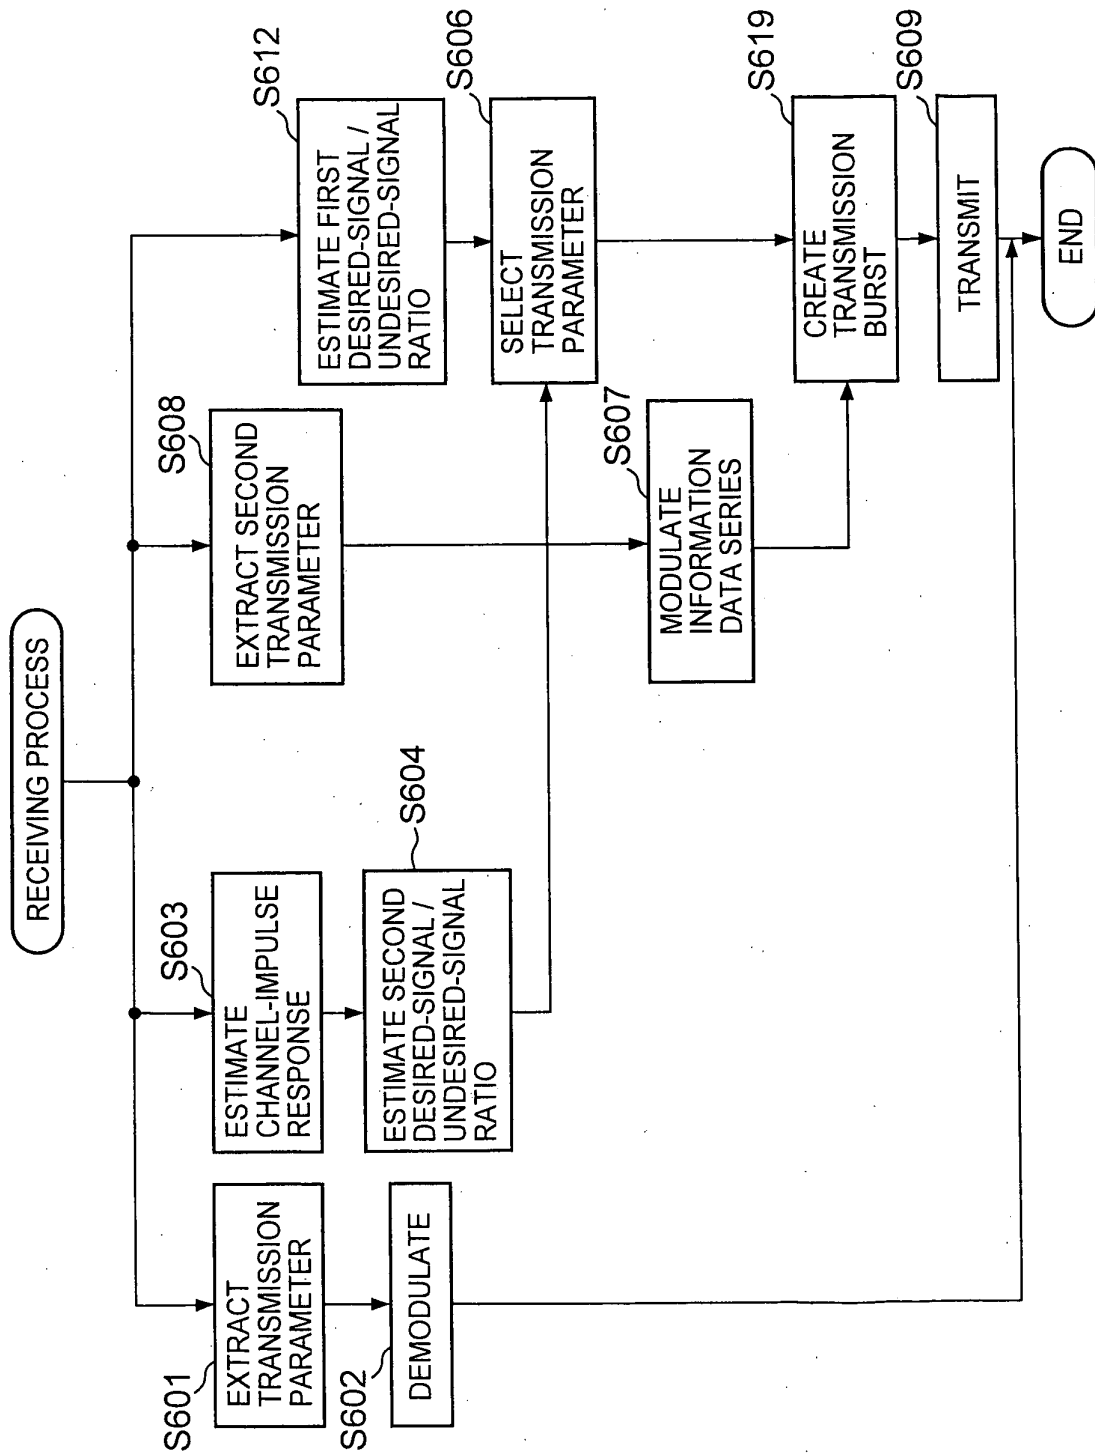 RECEIVING PROCESS
S601
EXTRACT
TRANSMISSION
PARAMETER
S602
DEMODULATE
S603
ESTIMATE
CHANNEL-IMPULSE
RESPONSE
S604
ESTIMATE SECOND
DESIRED-SIGNAL /
UNDESIRED-SIGNAL
RATIO
S608
EXTRACT SECOND
TRANSMISSION
PARAMETER
S607
MODULATE
INFORMATION
DATA SERIES
S612
ESTIMATE FIRST
DESIRED-SIGNAL /
UNDESIRED-SIGNAL
RATIO
S606
SELECT
TRANSMISSION
PARAMETER
S619
CREATE
TRANSMISSION
BURST
S609
TRANSMIT
END